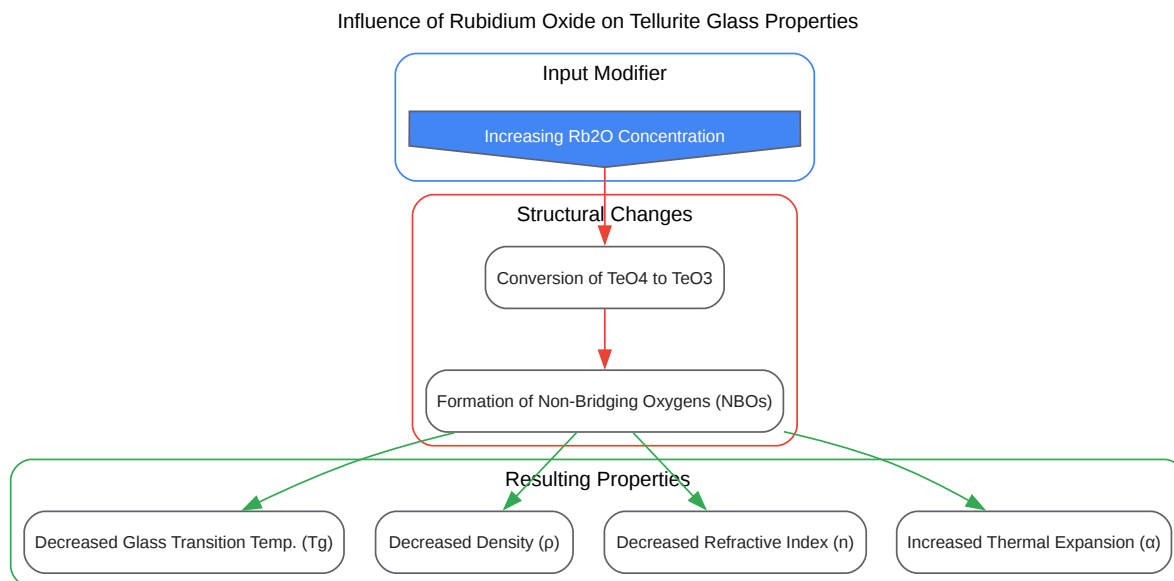 Influence of Rubidium Oxide on Tellurite Glass Properties
Input Modifier
Increasing Rb2O Concentration
Structural Changes
Conversion of TeO4 to TeO3
Formation of Non-Bridging Oxygens (NBOs)
Resulting Properties
Decreased Glass Transition Temp. (Tg)
Decreased Density (ρ)
Decreased Refractive Index (n)
Increased Thermal Expansion (α)